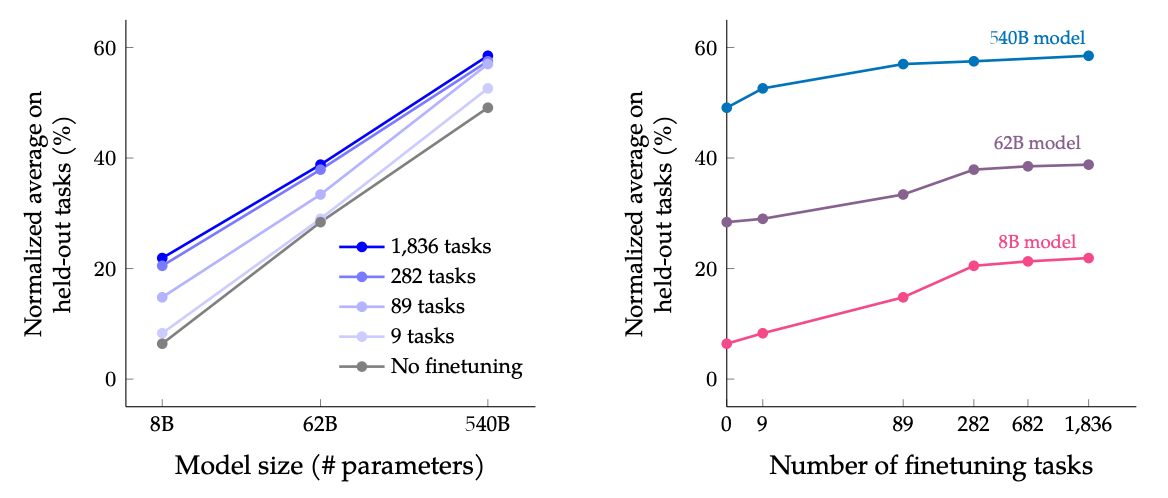 Normalized average on
held-out tasks (%)
60
40
20
0
1,836 tasks
282 tasks
89 tasks
9 tasks
No finetuning
8B
62B
540B
Model size (# parameters)
Normalized average on
held-out tasks (%)
60
40
20
0
540B model
62B model
8B model
0 9 89 282 682 1,836
Number of finetuning tasks